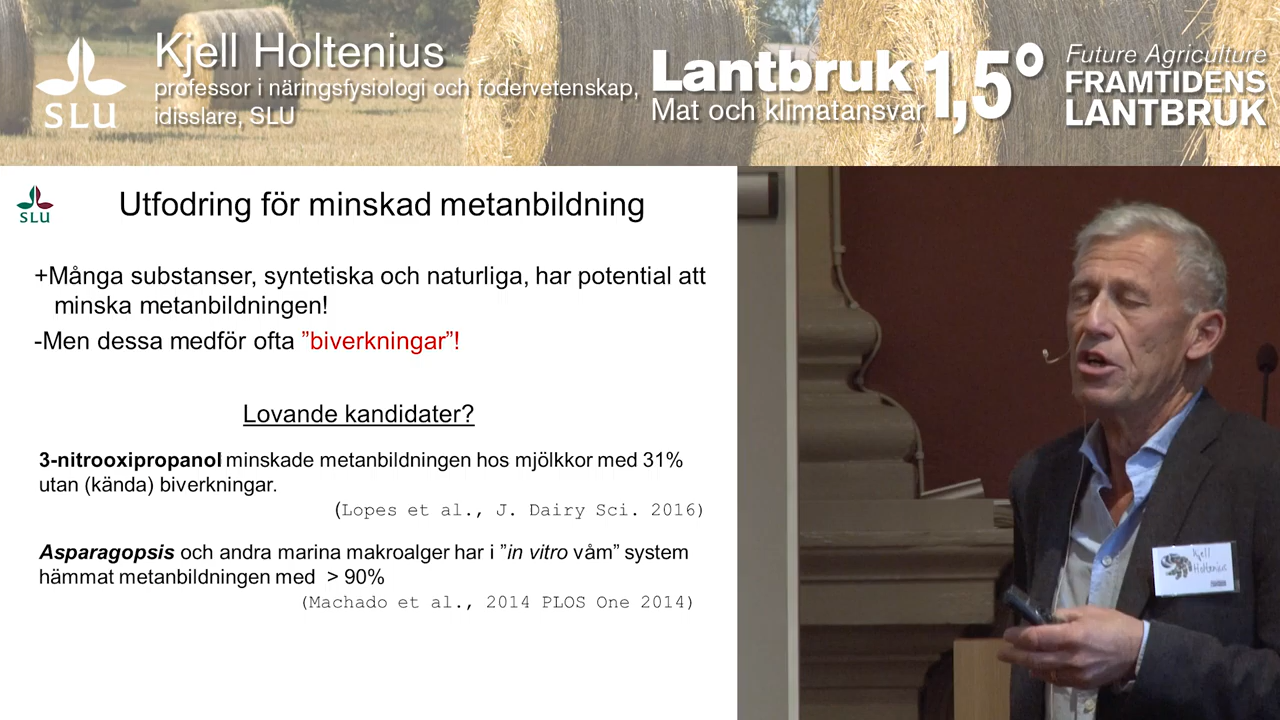 Kjell Holtenius
professor i näringsfysiologi och fodervetenskap,
idisslare, SLU
SLU
Lantbruk 1,5°
Mat och klimatansvar
Future Agriculture
FRAMTIDENS
LANTBRUK
SLU
Utfodring för minskad metanbildning
+Många substanser, syntetiska och naturliga, har potential att
minska metanbildningen!
-Men dessa medför ofta ”biverkningar”!
Lovande kandidater?
3-nitrooxipropanol minskade metanbildningen hos mjölkkor med 31%
utan (kända) biverkningar.
(Lopes et al., J. Dairy Sci. 2016)
Asparagopsis och andra marina makroalger har i ”in vitro våm” system
hämmat metanbildningen med > 90%
(Machado et al., 2014 PLOS One 2014)
Kjell
Holtenius